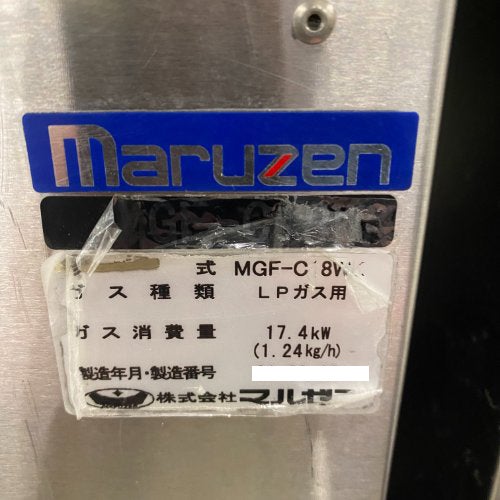 maruzen
式 MGF-C18W
ガス種類 LPガス用
ガス消費量 17.4kW
(1.24kg/h)
製造年月・製造番号
株式会社マルゼン